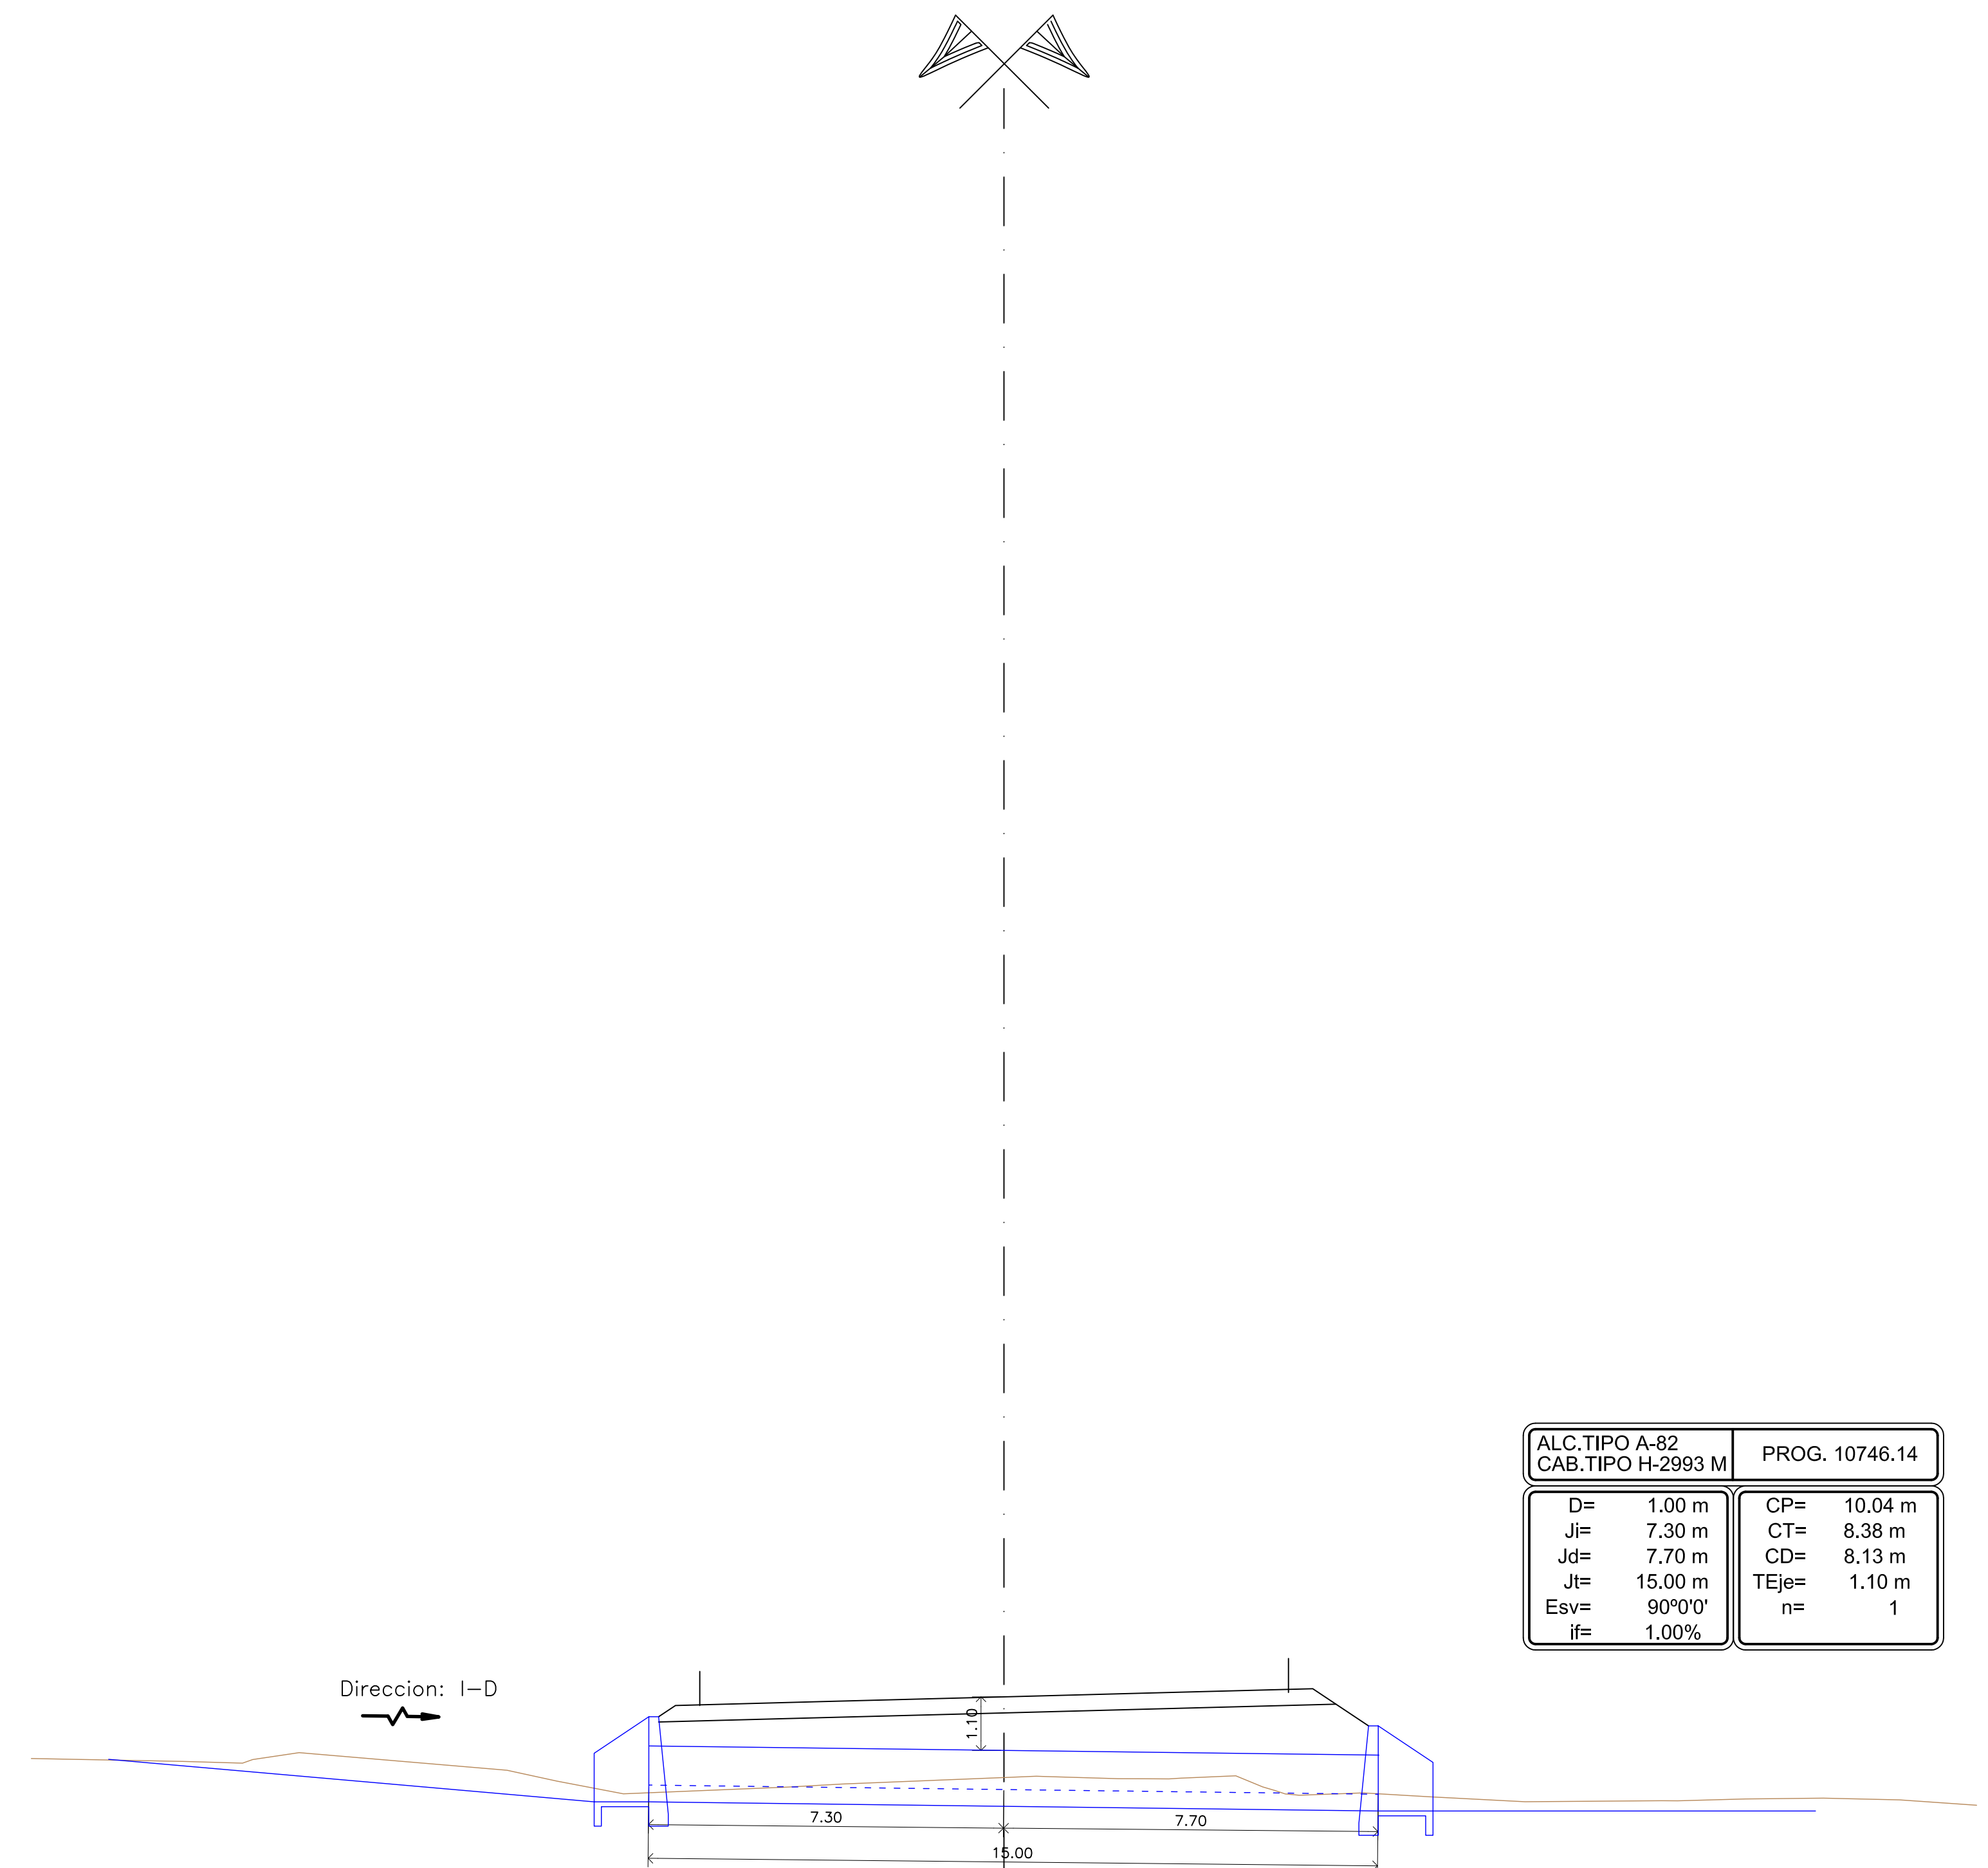 ALC.TIPO A-82
CAB.TIPO H-2993 M
PROG. 10746.14
D= 1.00 m
Ji= 7.30 m
Jd= 7.70 m
Jt= 15.00 m
Esv= 90º0'0'
if= 1.00%
CP= 10.04 m
CT= 8.38 m
CD= 8.13 m
TEje= 1.10 m
n= 1
Direccion: I-D
1.10
7.30
7.70
15.00